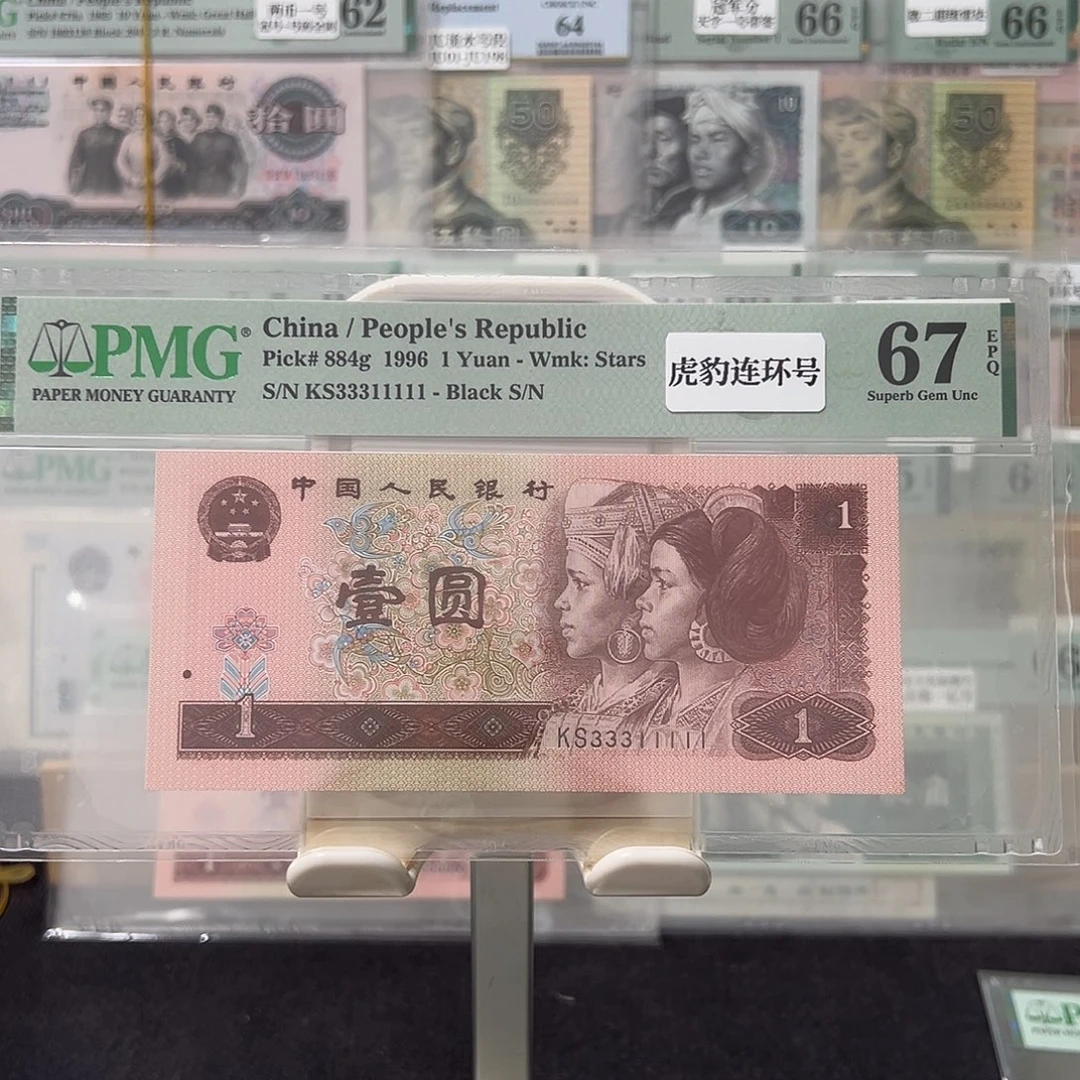 62
64
66
66
中国人民银行
拾圆
50
10
50
PMG®
PAPER MONEY GUARANTY
China / People's Republic
Pick# 884g 1996 1 Yuan - Wmk: Stars
S/N KS33311111 - Black S/N
虎豹连环号
67
EPQ
Superb Gem Unc
PMG
中国人民银行
1
壹圆
1
KS33311111
1